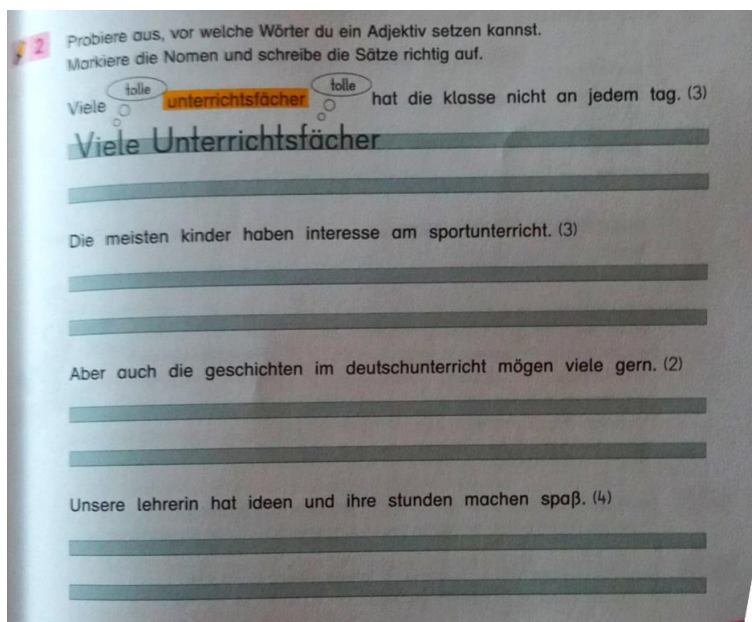 2 Probiere aus, vor welche Wörter du ein Adjektiv setzen kannst.
Markiere die Nomen und schreibe die Sätze richtig auf.
tolle tolle
Viele unterrichtsfächer hat die klasse nicht an jedem tag. (3)
Viele Unterrichtsfächer
Die meisten kinder haben interesse am sportunterricht. (3)
Aber auch die geschichten im deutschunterricht mögen viele gern. (2)
Unsere lehrerin hat ideen und ihre stunden machen spaß. (4)